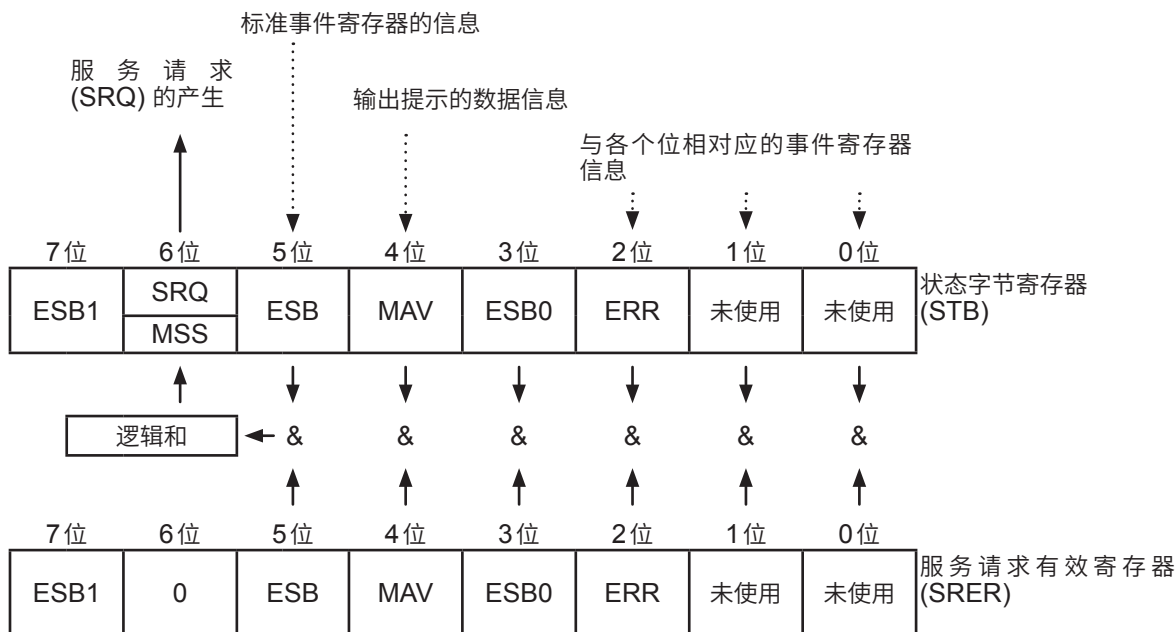 标准事件寄存器的信息
服务请求
(SRQ) 的产生
输出提示的数据信息
与各个位相对应的事件寄存器
信息
7位 6位 5位 4位 3位 2位 1位 0位
ESB1 SRQ ESB MAV ESB0 ERR 未使用 未使用
MSS
状态字节寄存器
(STB)
逻辑和 & & & & & &
7位 6位 5位 4位 3位 2位 1位 0位
ESB1 0 ESB MAV ESB0 ERR 未使用 未使用
服务请求有效寄存器
(SRER)